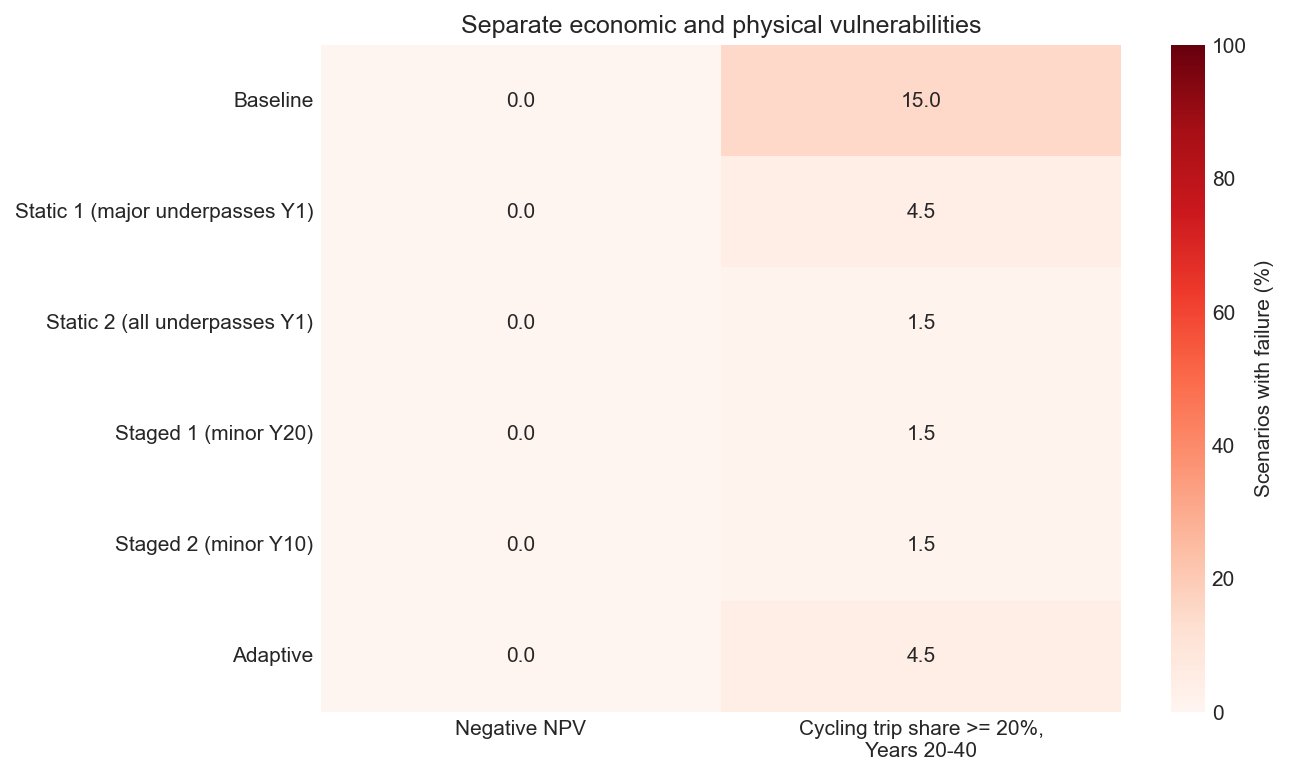 Separate economic and physical vulnerabilities
Baseline
0.0
15.0
Static 1 (major underpasses Y1)
0.0
4.5
Static 2 (all underpasses Y1)
0.0
1.5
Staged 1 (minor Y20)
0.0
1.5
Staged 2 (minor Y10)
0.0
1.5
Adaptive
0.0
4.5
Negative NPV
Cycling trip share >= 20%,
Years 20-40
100
80
60
40
20
0
Scenarios with failure (%)